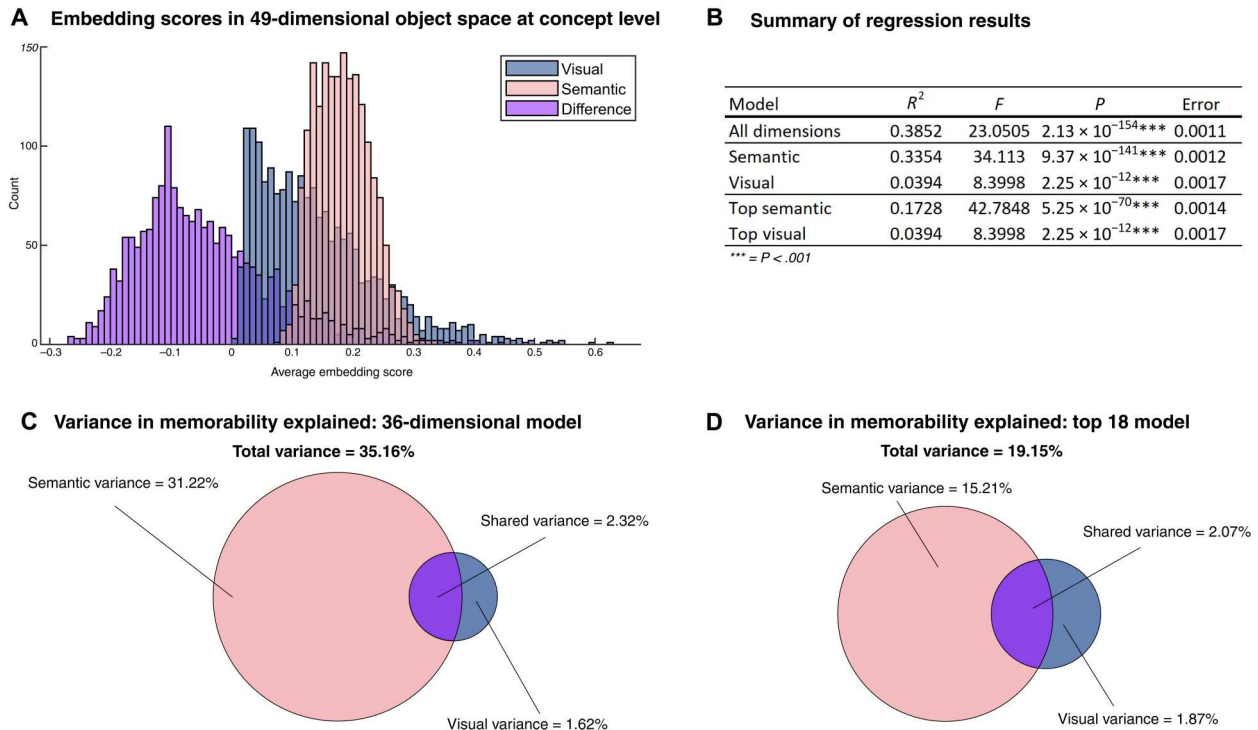 A Embedding scores in 49-dimensional object space at concept level
150
100
50
0
Count
−0.3 −0.2 −0.1 0 0.1 0.2 0.3 0.4 0.5 0.6
Average embedding score
Visual
Semantic
Difference
B Summary of regression results
Model R² F P Error
All dimensions 0.3852 23.0505 2.13 × 10⁻¹⁵⁴*** 0.0011
Semantic 0.3354 34.113 9.37 × 10⁻¹⁴¹*** 0.0012
Visual 0.0394 8.3998 2.25 × 10⁻¹²*** 0.0017
Top semantic 0.1728 42.7848 5.25 × 10⁻⁷⁰*** 0.0014
Top visual 0.0394 8.3998 2.25 × 10⁻¹²*** 0.0017
*** = P < .001
C Variance in memorability explained: 36-dimensional model
Total variance = 35.16%
Semantic variance = 31.22%
Shared variance = 2.32%
Visual variance = 1.62%
D Variance in memorability explained: top 18 model
Total variance = 19.15%
Semantic variance = 15.21%
Shared variance = 2.07%
Visual variance = 1.87%